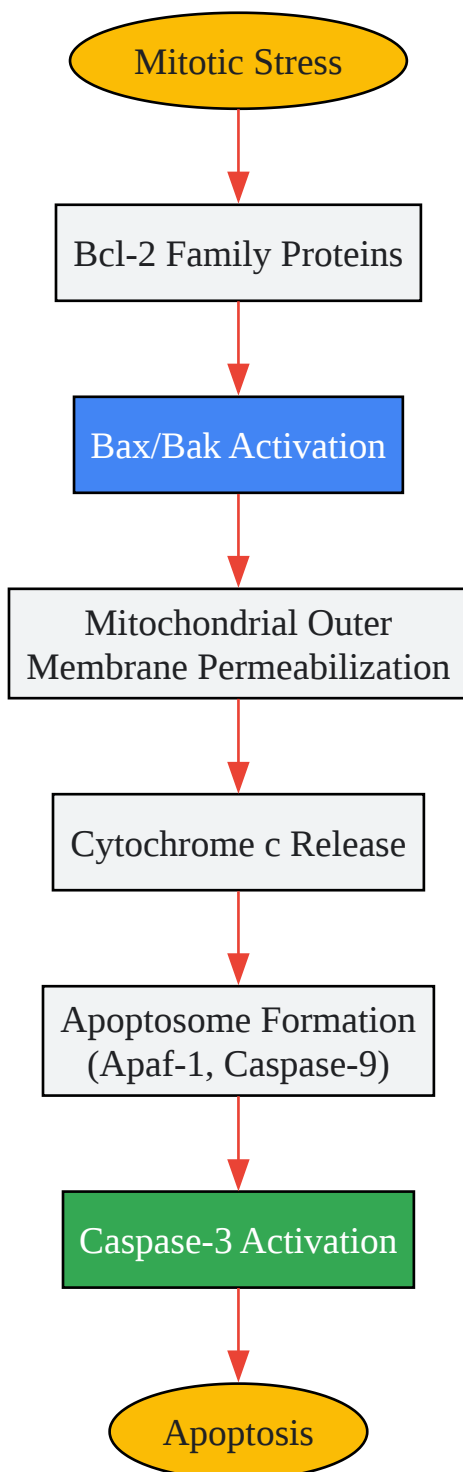 Mitotic Stress
Bcl-2 Family Proteins
Bax/Bak Activation
Mitochondrial Outer
Membrane Permeabilization
Cytochrome c Release
Apoptosome Formation
(Apaf-1, Caspase-9)
Caspase-3 Activation
Apoptosis